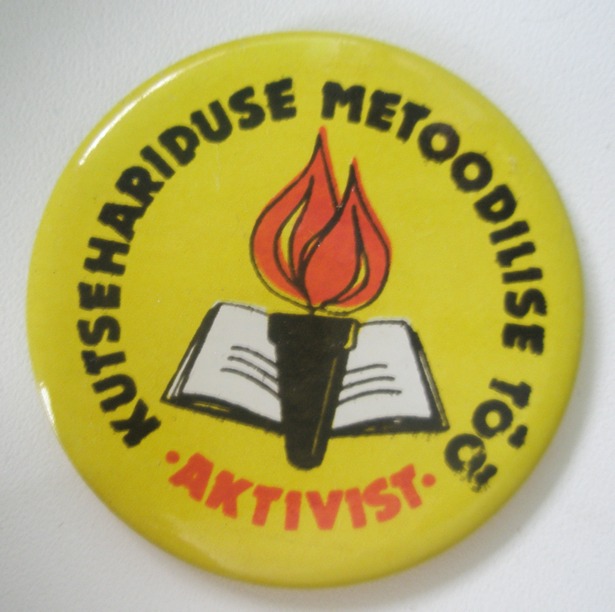 KUTSEHARIDUSE METOODILISE TÖÖ
·AKTIVIST·